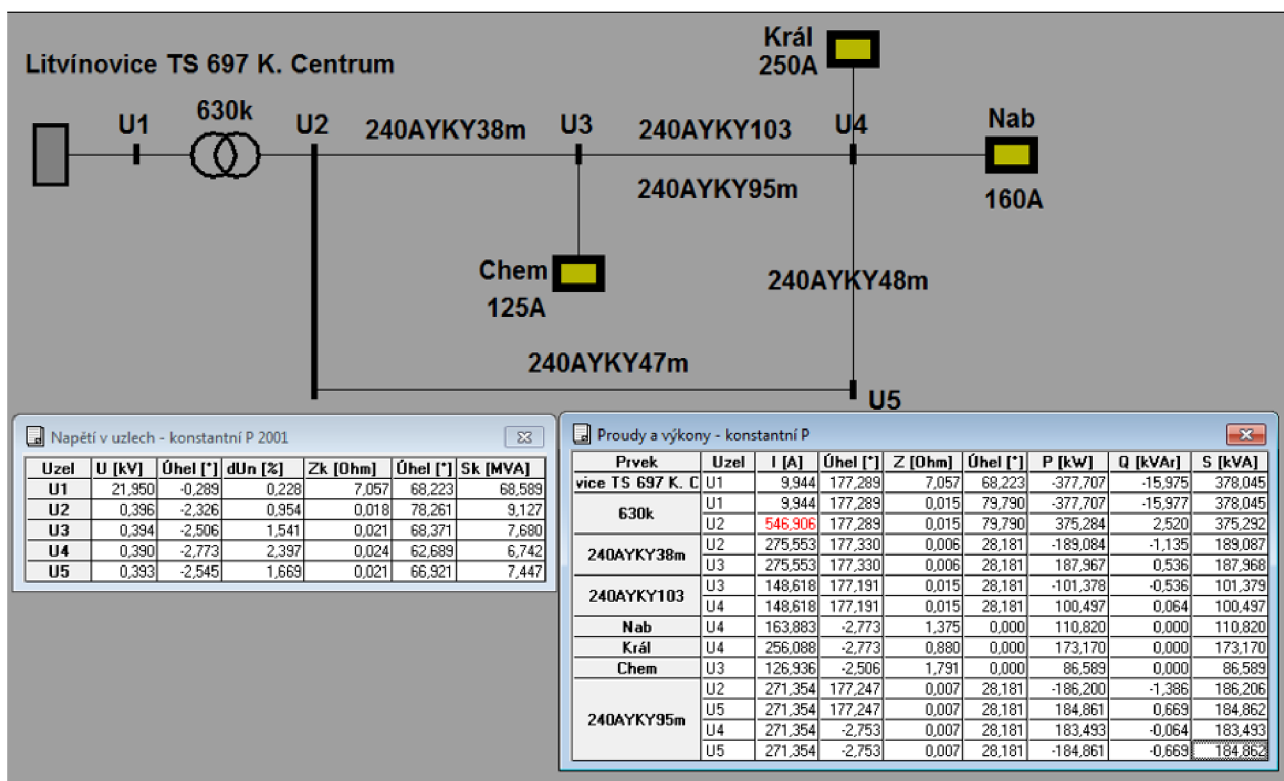 Král
250A
Litvínovice TS 697 K. Centrum
630k
U1
U2
240AYKY38m
U3
240AYKY103
U4
Nab
240AYKY95m
160A
Chem
125A
240AYKY48m
240AYKY47m
U5
Napětí v uzlech - konstantní P 2001
Uzel U [kV] Úhel [°] dUn [%] Zk [Ohm] Úhel [°] Sk [MVA]
U1 21,950 -0,289 0,228 7,057 68,223 68,589
U2 0,396 -2,326 0,954 0,018 78,261 9,127
U3 0,394 -2,506 1,541 0,021 68,371 7,680
U4 0,390 -2,773 2,397 0,024 62,689 6,742
U5 0,393 -2,545 1,669 0,021 66,921 7,447
Proudy a výkony - konstantní P
Prvek Uzel I [A] Úhel [°] Z [Ohm] Úhel [°] P [kW] Q [kVAr] S [kVA]
vice TS 697 K. C U1 9,944 177,289 7,057 68,223 -377,707 -15,975 378,045
630k U1 9,944 177,289 0,015 79,790 -377,707 -15,977 378,045
U2 546,906 177,289 0,015 79,790 375,284 2,520 375,292
240AYKY38m U2 275,553 177,330 0,006 28,181 -189,084 -1,135 189,087
U3 275,553 177,330 0,006 28,181 187,967 0,536 187,968
240AYKY103 U3 148,618 177,191 0,015 28,181 -101,378 -0,536 101,379
U4 148,618 177,191 0,015 28,181 100,497 0,064 100,497
Nab U4 163,883 -2,773 1,375 0,000 110,820 0,000 110,820
Král U4 256,088 -2,773 0,880 0,000 173,170 0,000 173,170
Chem U3 126,936 -2,506 1,791 0,000 86,589 0,000 86,589
240AYKY95m U2 271,354 177,247 0,007 28,181 -186,200 -1,386 186,206
U5 271,354 177,247 0,007 28,181 184,861 0,669 184,862
U4 271,354 -2,753 0,007 28,181 183,493 -0,064 183,493
U5 271,354 -2,753 0,007 28,181 -184,861 -0,669 184,862